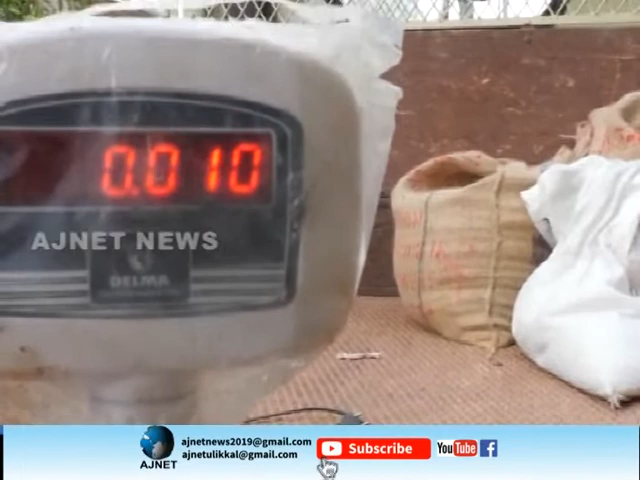 0.010
AJNET NEWS
DELMA
ajnetnews2019@gmail.com
ajnetulikkal@gmail.com
AJNET
Subscribe
YouTube
f